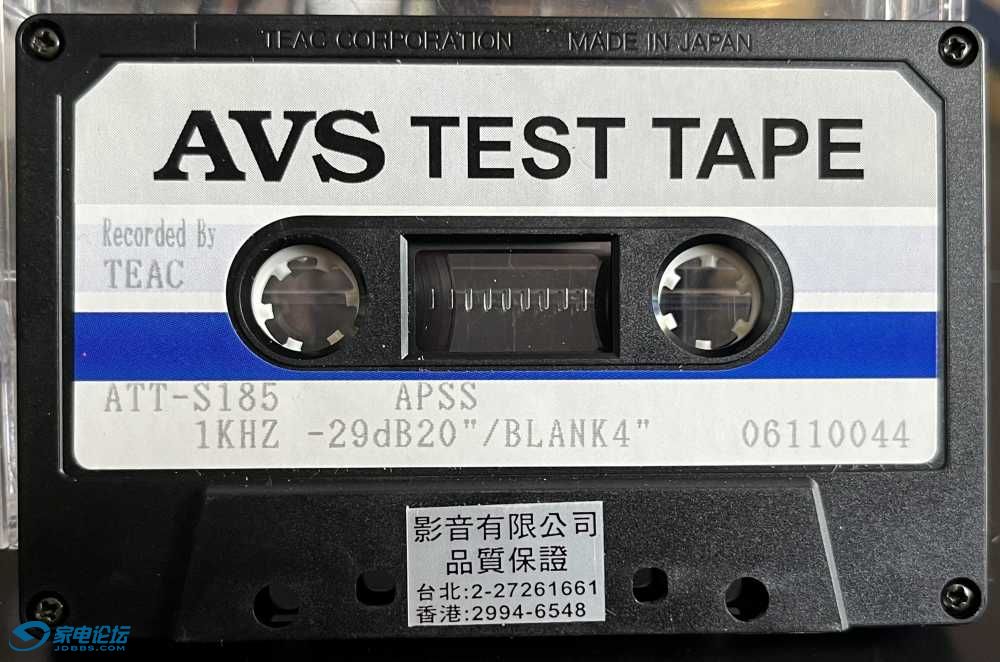 TEAC CORPORATION MADE IN JAPAN
AVS TEST TAPE
Recorded By
TEAC
ATT-S185 APSS
1KHZ -29dB20"/BLANK4" 06110044
影音有限公司
品質保證
台北:2-27261661
香港:2994-6548
家电论坛
JDBBS.COM